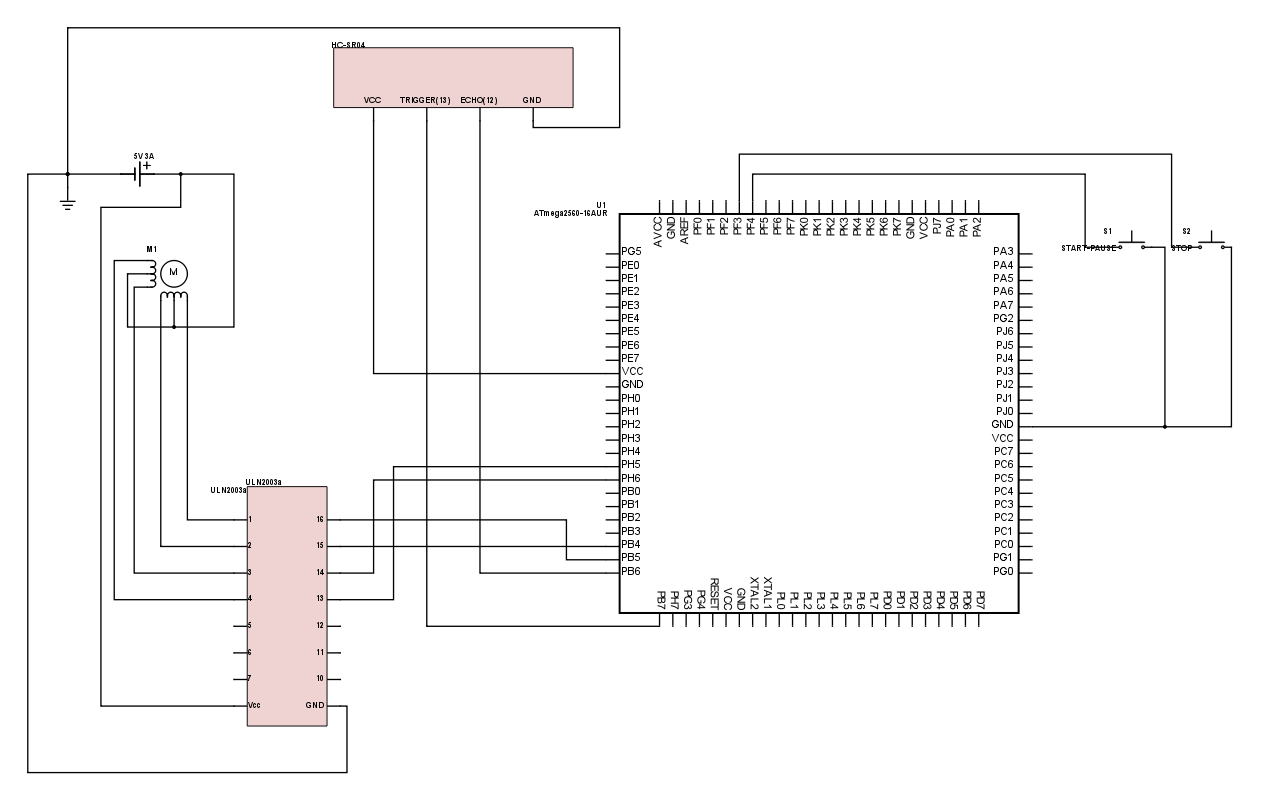 HC-SR04
VCC TRIGGER(13) ECHO(12) GND
5V3A
+
M1
M
U1
ATmega2560-16AUR
AVCC GND AREF PF0 PF1 PF2 PF3 PF4 PF5 PF6 PF7 PK0 PK1 PK2 PK3 PK4 PK5 PK6 PK7 GND VCC PJ7 PA0 PA1 PA2
S1
START-PAUSE
S2
STOP
PG5 PA3
PE0 PA4
PE1 PA5
PE2 PA6
PE3 PA7
PE4 PG2
PE5 PJ6
PE6 PJ5
PE7 PJ4
VCC PJ3
GND PJ2
PH0 PJ1
PH1 PJ0
PH2 GND
PH3 VCC
PH4 PC7
PH5 PC6
PH6 PC5
PB0 PC4
PB1 PC3
PB2 PC2
PB3 PC1
PB4 PC0
PB5 PG1
PB6 PG0
PB7 PH7 PG3 PG4 RESET VCC GND XTAL2 XTAL1 PL0 PL1 PL2 PL3 PL4 PL5 PL6 PL7 PD0 PD1 PD2 PD3 PD4 PD5 PD6 PD7
ULN2003a
ULN2003a
1 16
2 15
3 14
4 13
5 12
6 11
7 10
Vcc GND